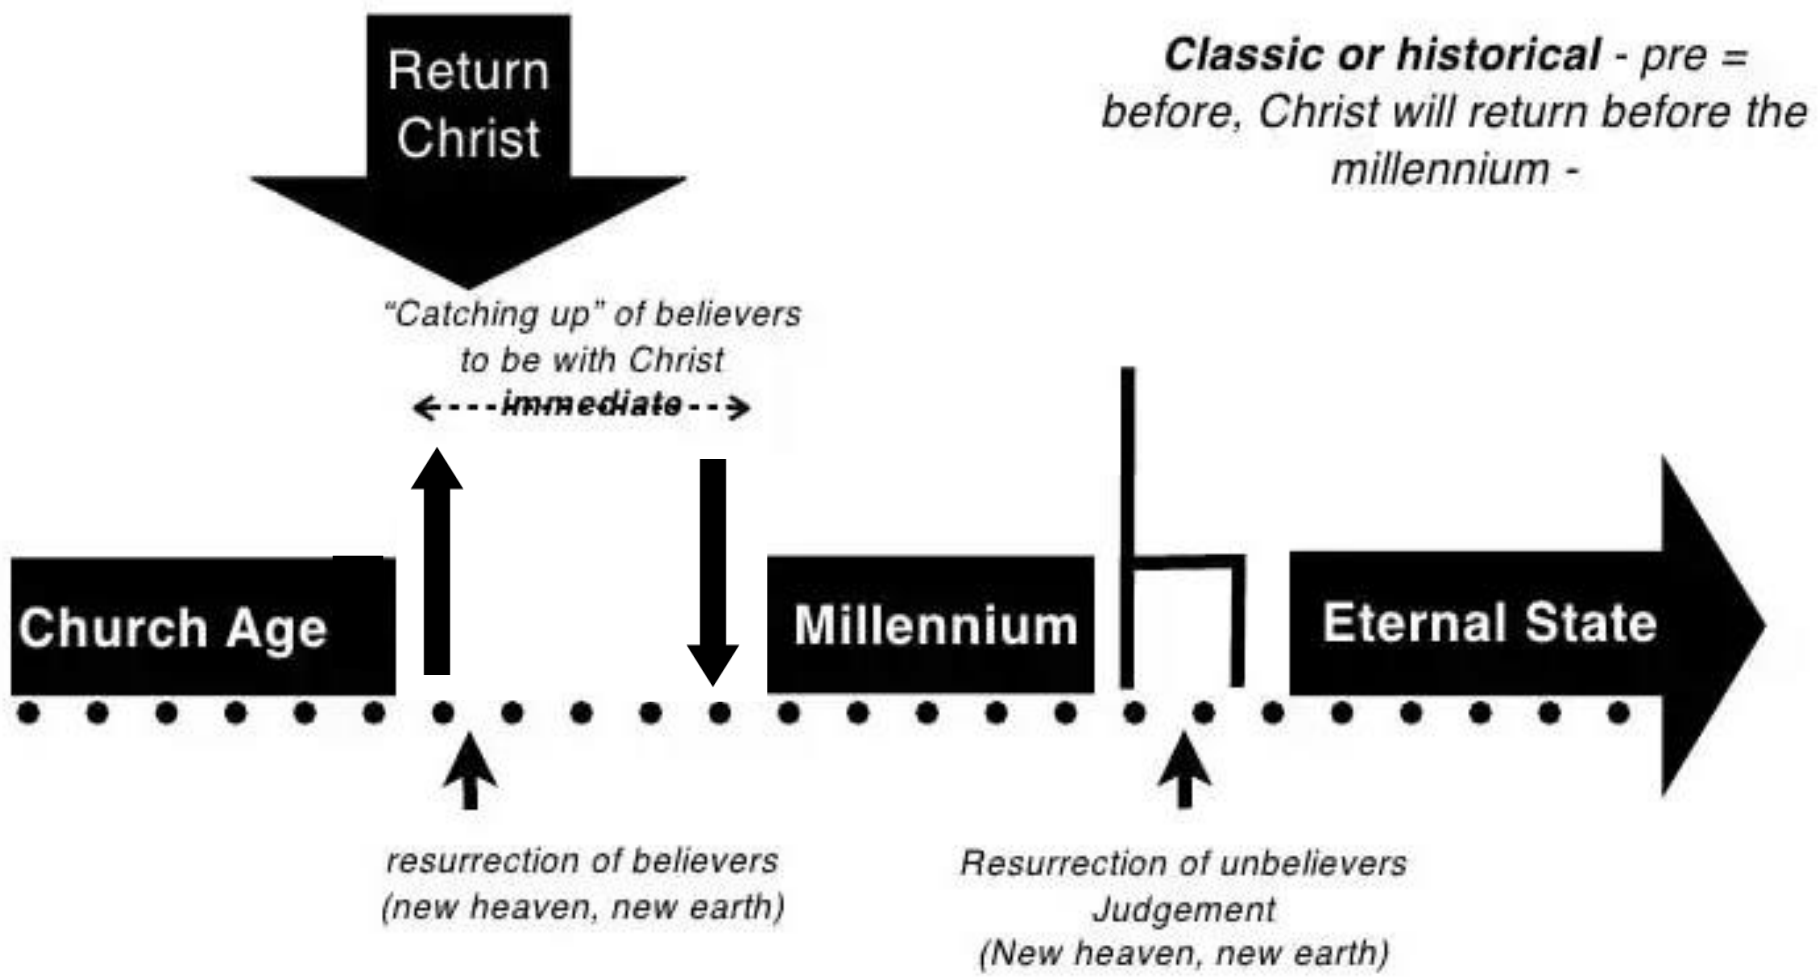 Return
Christ
Classic or historical - pre =
before, Christ will return before the
millennium -
“Catching up” of believers
to be with Christ
immediate
Church Age
Millennium
Eternal State
resurrection of believers
(new heaven, new earth)
Resurrection of unbelievers
Judgement
(New heaven, new earth)